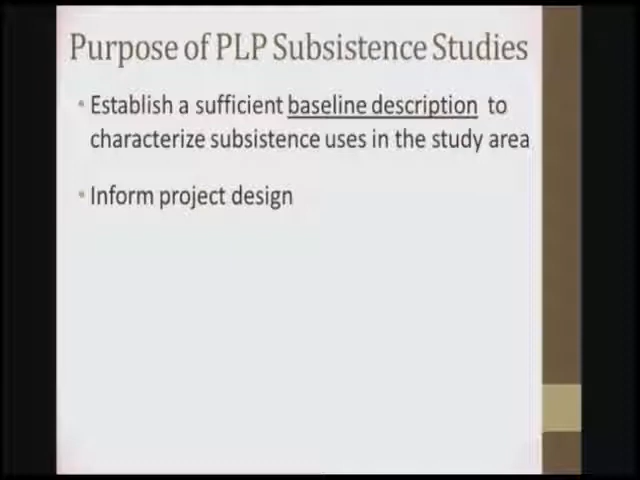 Purpose of PLP Subsistence Studies
• Establish a sufficient baseline description to
characterize subsistence uses in the study area
• Inform project design